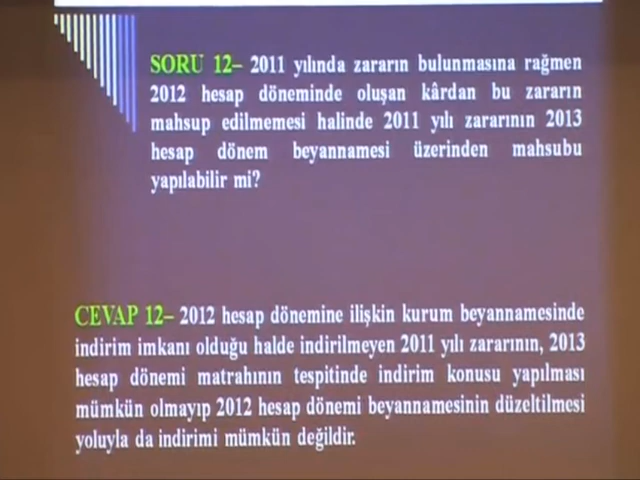 SORU 12– 2011 yılında zararın bulunmasına rağmen
2012 hesap döneminde oluşan kârdan bu zararın
mahsup edilmemesi halinde 2011 yılı zararının 2013
hesap dönem beyannamesi üzerinden mahsubu
yapılabilir mi?
CEVAP 12– 2012 hesap dönemine ilişkin kurum beyannamesinde
indirim imkanı olduğu halde indirilmeyen 2011 yılı zararının, 2013
hesap dönemi matrahının tespitinde indirim konusu yapılması
mümkün olmayıp 2012 hesap dönemi beyannamesinin düzeltilmesi
yoluyla da indirimi mümkün değildir.